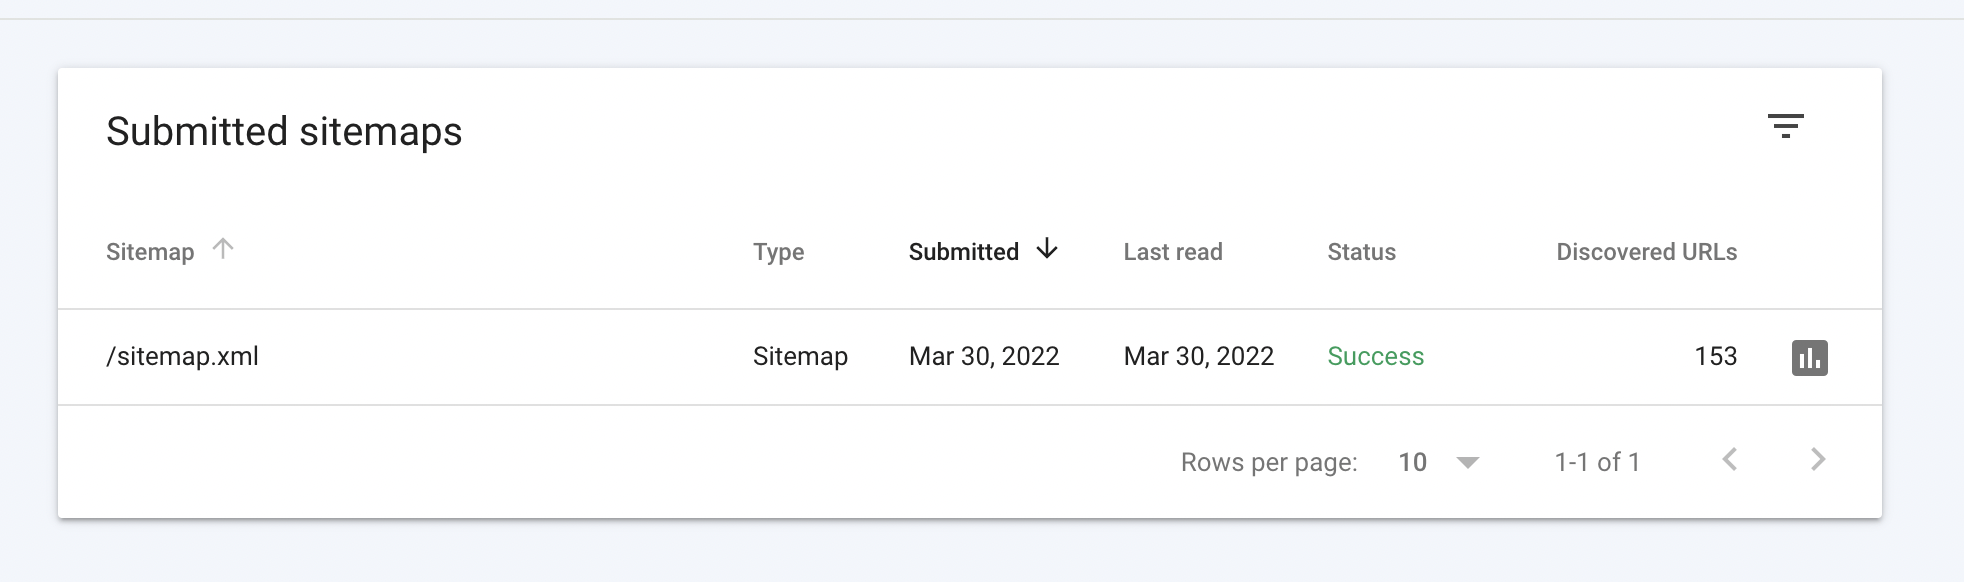 Submitted sitemaps
Sitemap Type Submitted Last read Status Discovered URLs
/sitemap.xml Sitemap Mar 30, 2022 Mar 30, 2022 Success 153
Rows per page: 10 1-1 of 1